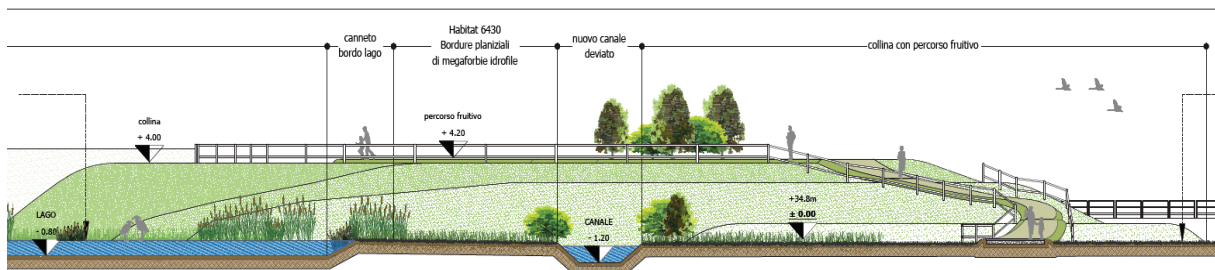 canneto
bordo lago
Habitat 6430
Bordure planiziali
di megaforbie idrofile
nuovo canale
deviato
collina con percorso fruitivo
collina
+ 4.00
percorso fruitivo
+ 4.20
LAGO
- 0.80
CANALE
- 1.20
+34.8m
± 0.00